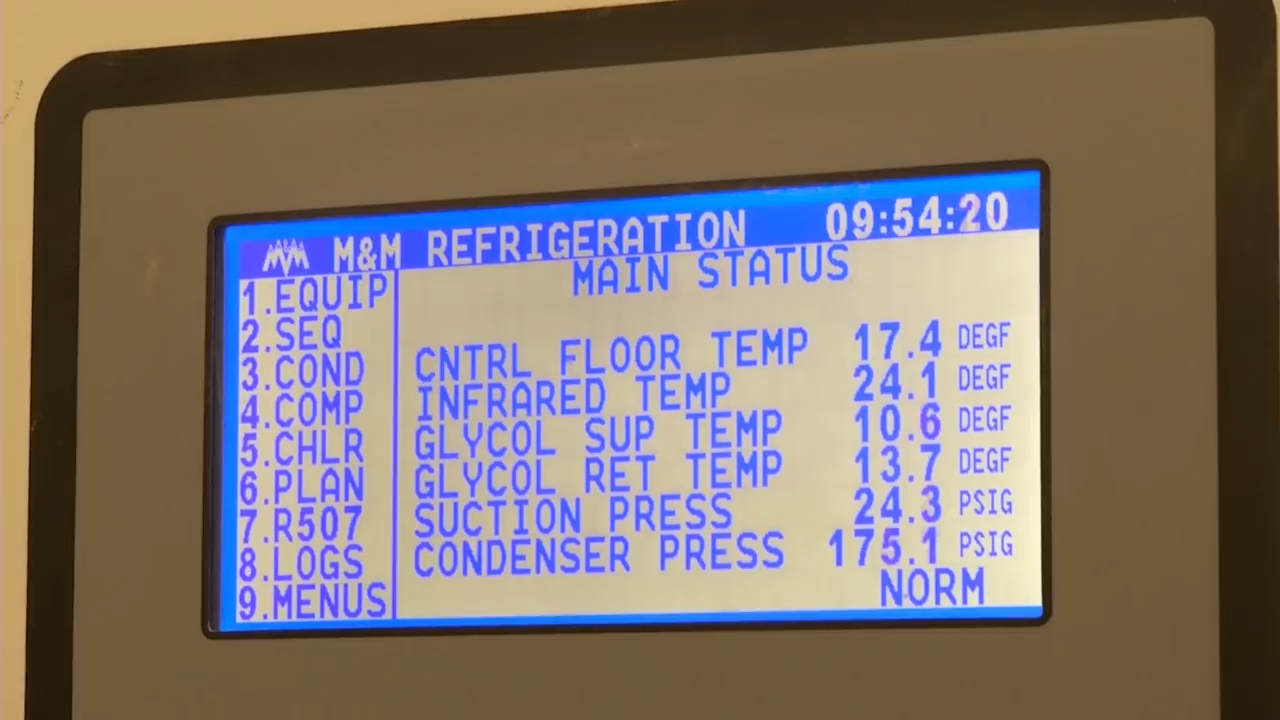 M&M REFRIGERATION 09:54:20
MAIN STATUS
1.EQUIP
2.SEQ
3.COND
4.COMP
5.CHLR
6.PLAN
7.R507
8.LOGS
9.MENUS
CNTRL FLOOR TEMP 17.4 DEGF
INFRARED TEMP 24.1 DEGF
GLYCOL SUP TEMP 10.6 DEGF
GLYCOL RET TEMP 13.7 DEGF
SUCTION PRESS 24.3 PSIG
CONDENSER PRESS 175.1 PSIG
NORM